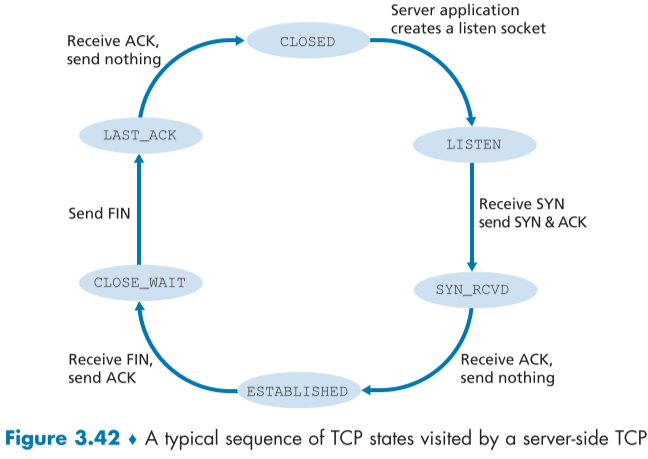 Server application
creates a listen socket
CLOSED
Receive ACK,
send nothing
LAST_ACK
LISTEN
Send FIN
Receive SYN
send SYN & ACK
CLOSE_WAIT
SYN_RCVD
Receive FIN,
send ACK
Receive ACK,
send nothing
ESTABLISHED
Figure 3.42 ♦ A typical sequence of TCP states visited by a server-side TCP